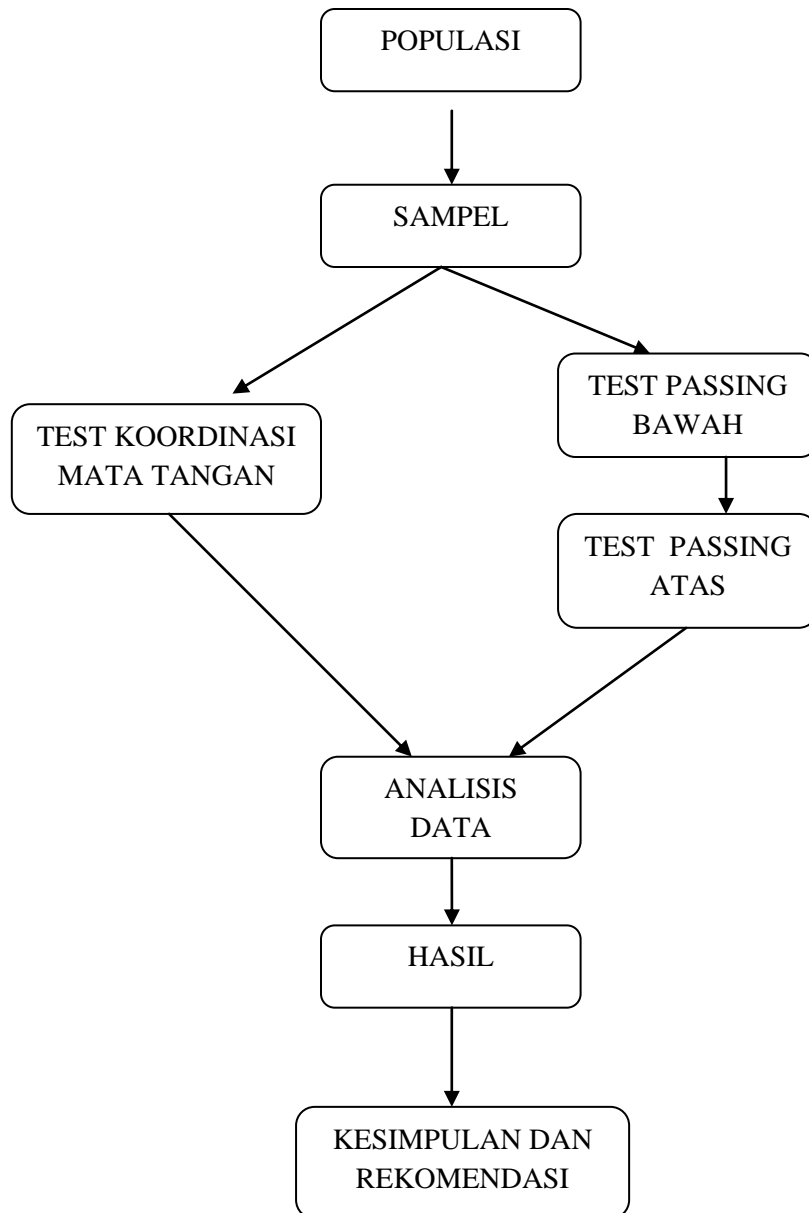 POPULASI
SAMPEL
TEST KOORDINASI
MATA TANGAN
TEST PASSING
BAWAH
TEST PASSING
ATAS
ANALISIS
DATA
HASIL
KESIMPULAN DAN
REKOMENDASI